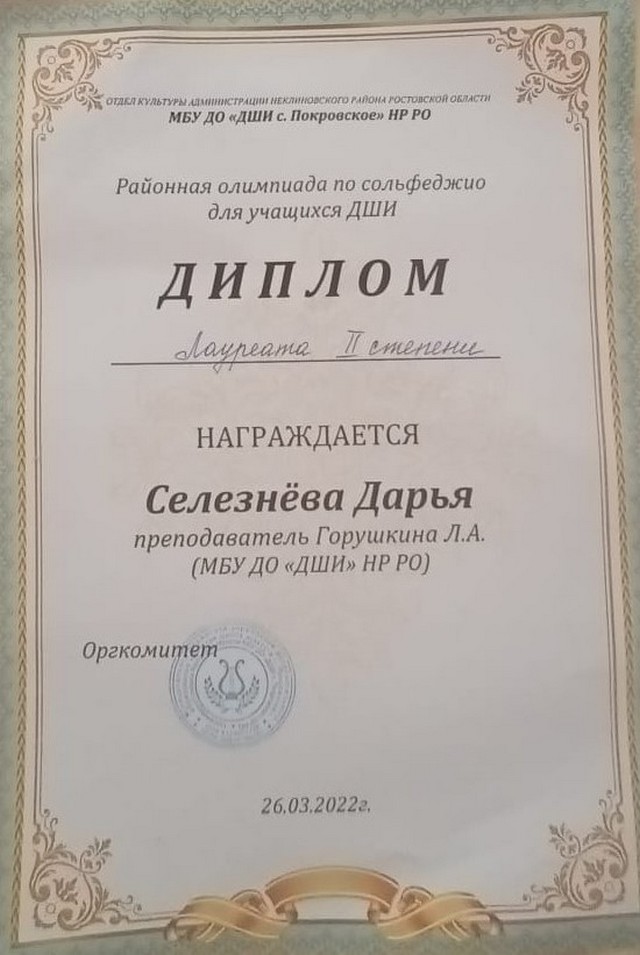 ОТДЕЛ КУЛЬТУРЫ АДМИНИСТРАЦИИ НЕКЛИНОВСКОГО РАЙОНА РОСТОВСКОЙ ОБЛАСТИ
МБУ ДО «ДШИ с. Покровское» НР РО
Районная олимпиада по сольфеджио
для учащихся ДШИ
ДИПЛОМ
Лауреата II степени
НАГРАЖДАЕТСЯ
Селезнёва Дарья
преподаватель Горушкина Л.А.
(МБУ ДО «ДШИ» НР РО)
Оргкомитет
26.03.2022г.